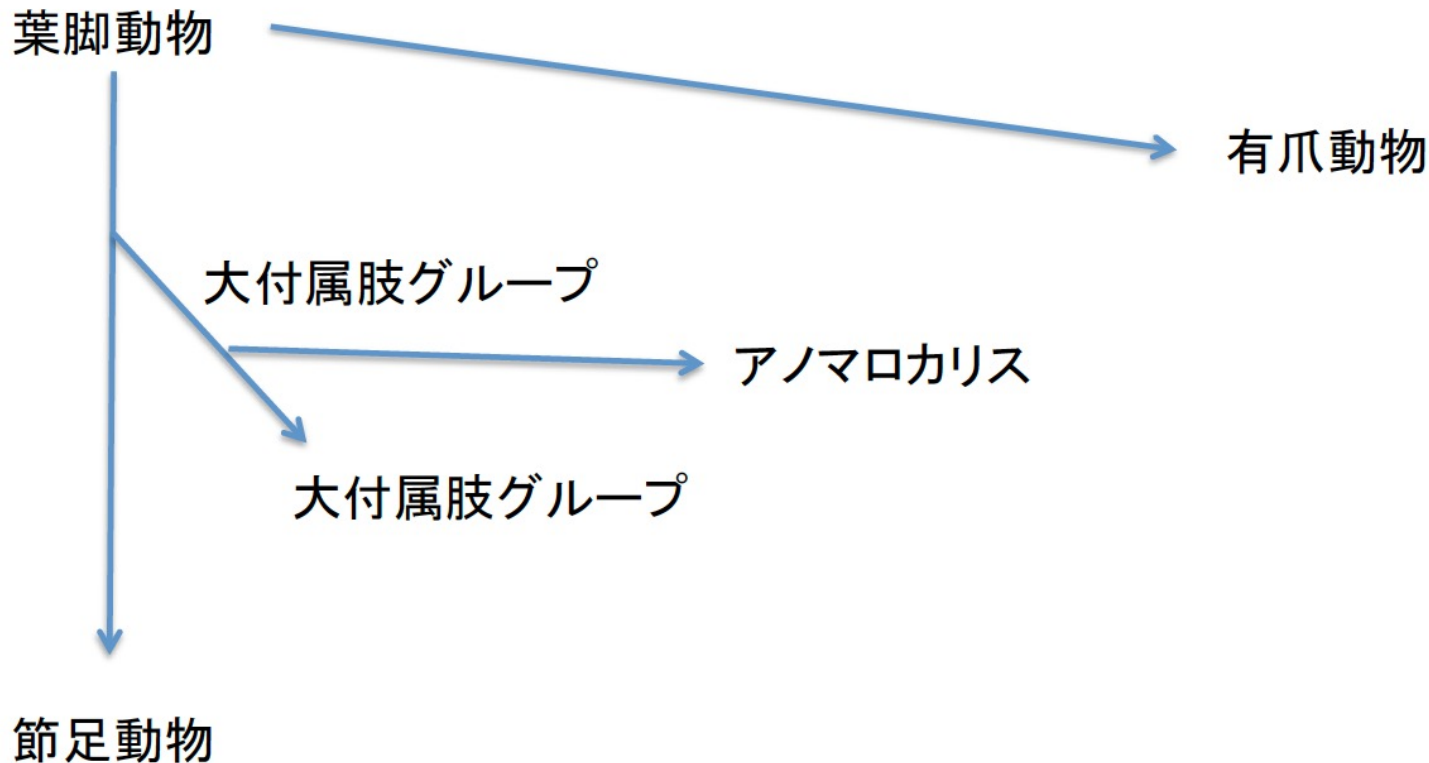 葉脚動物
有爪動物
大付属肢グループ
アノマロカリス
大付属肢グループ
節足動物